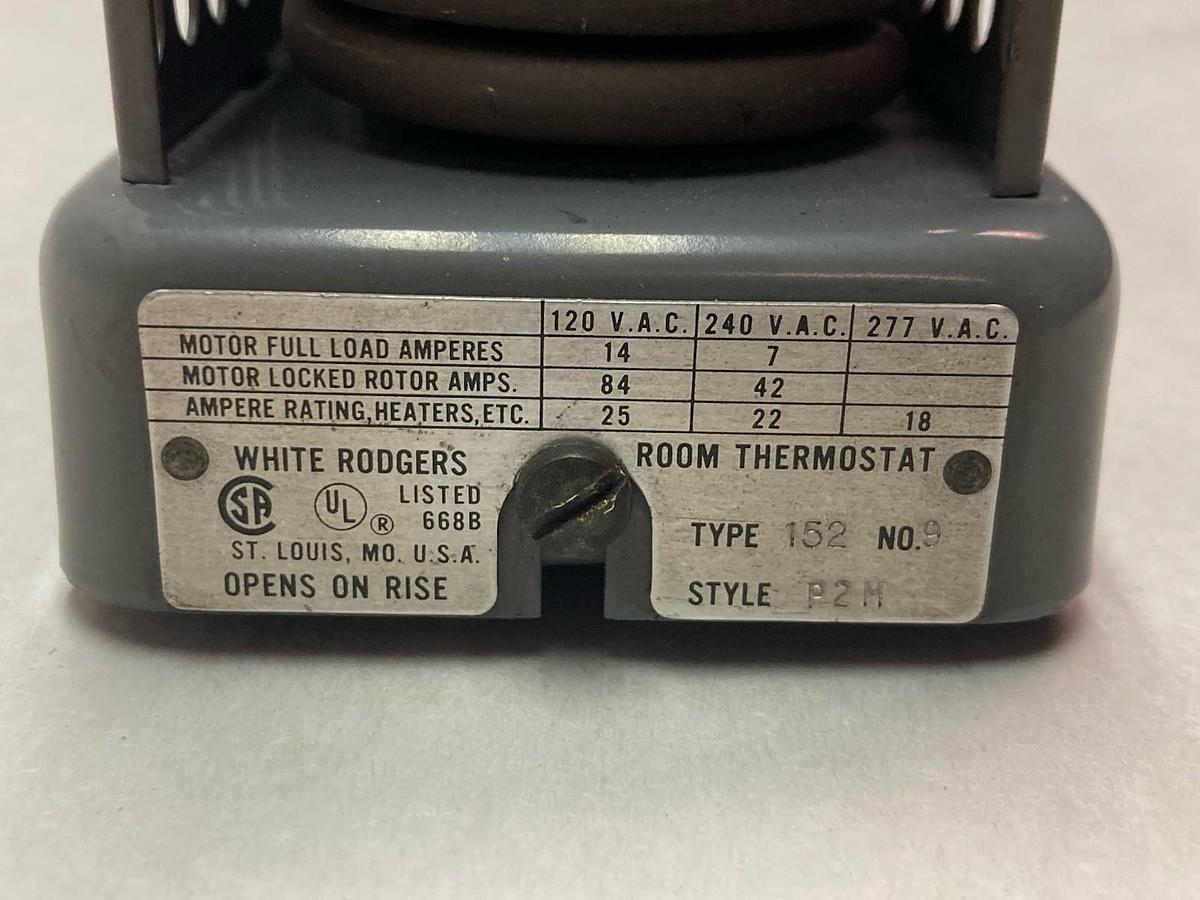 120 V.A.C. 240 V.A.C. 277 V.A.C.
MOTOR FULL LOAD AMPERES 14 7
MOTOR LOCKED ROTOR AMPS. 84 42
AMPERE RATING, HEATERS, ETC. 25 22 18
WHITE RODGERS
SA UL ® LISTED
668B
ST. LOUIS, MO. U.S.A.
OPENS ON RISE
ROOM THERMOSTAT
TYPE 152 NO. 9
STYLE P2M